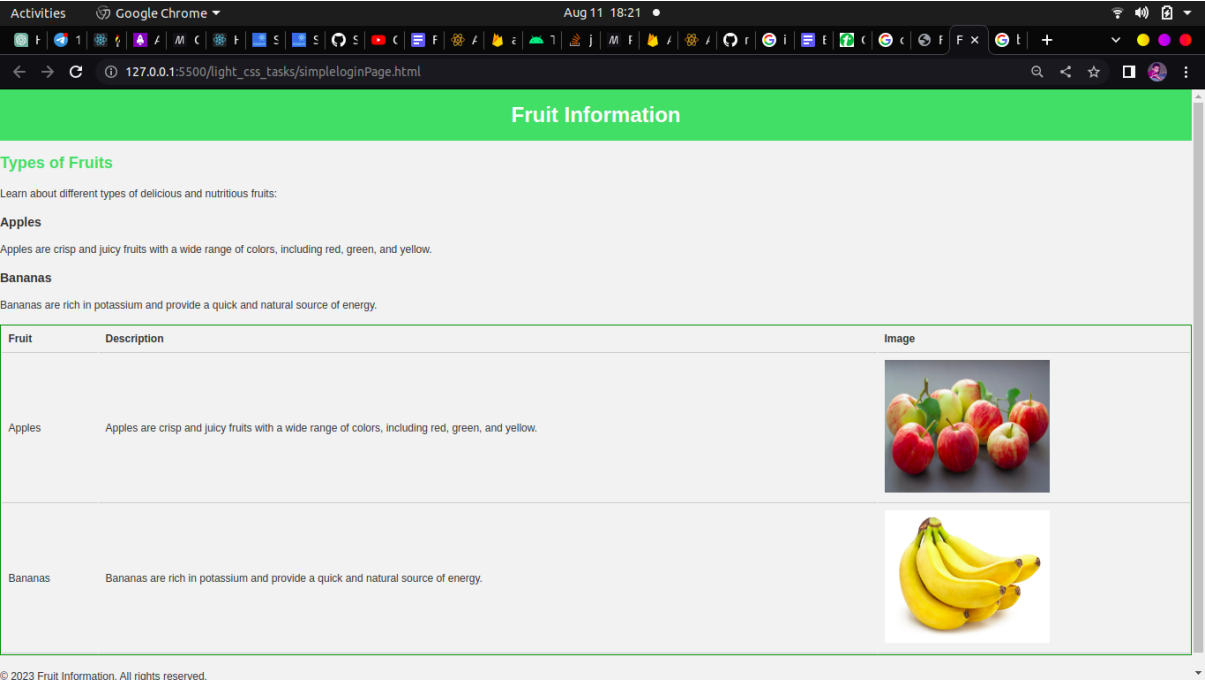 Activities
Google Chrome
Aug 11 18:21
127.0.0.1:5500/light_css_tasks/simpleloginPage.html
Fruit Information
Types of Fruits
Learn about different types of delicious and nutritious fruits:
Apples
Apples are crisp and juicy fruits with a wide range of colors, including red, green, and yellow.
Bananas
Bananas are rich in potassium and provide a quick and natural source of energy.
Fruit Description Image
Apples Apples are crisp and juicy fruits with a wide range of colors, including red, green, and yellow.
Bananas Bananas are rich in potassium and provide a quick and natural source of energy.
© 2023 Fruit Information. All rights reserved.